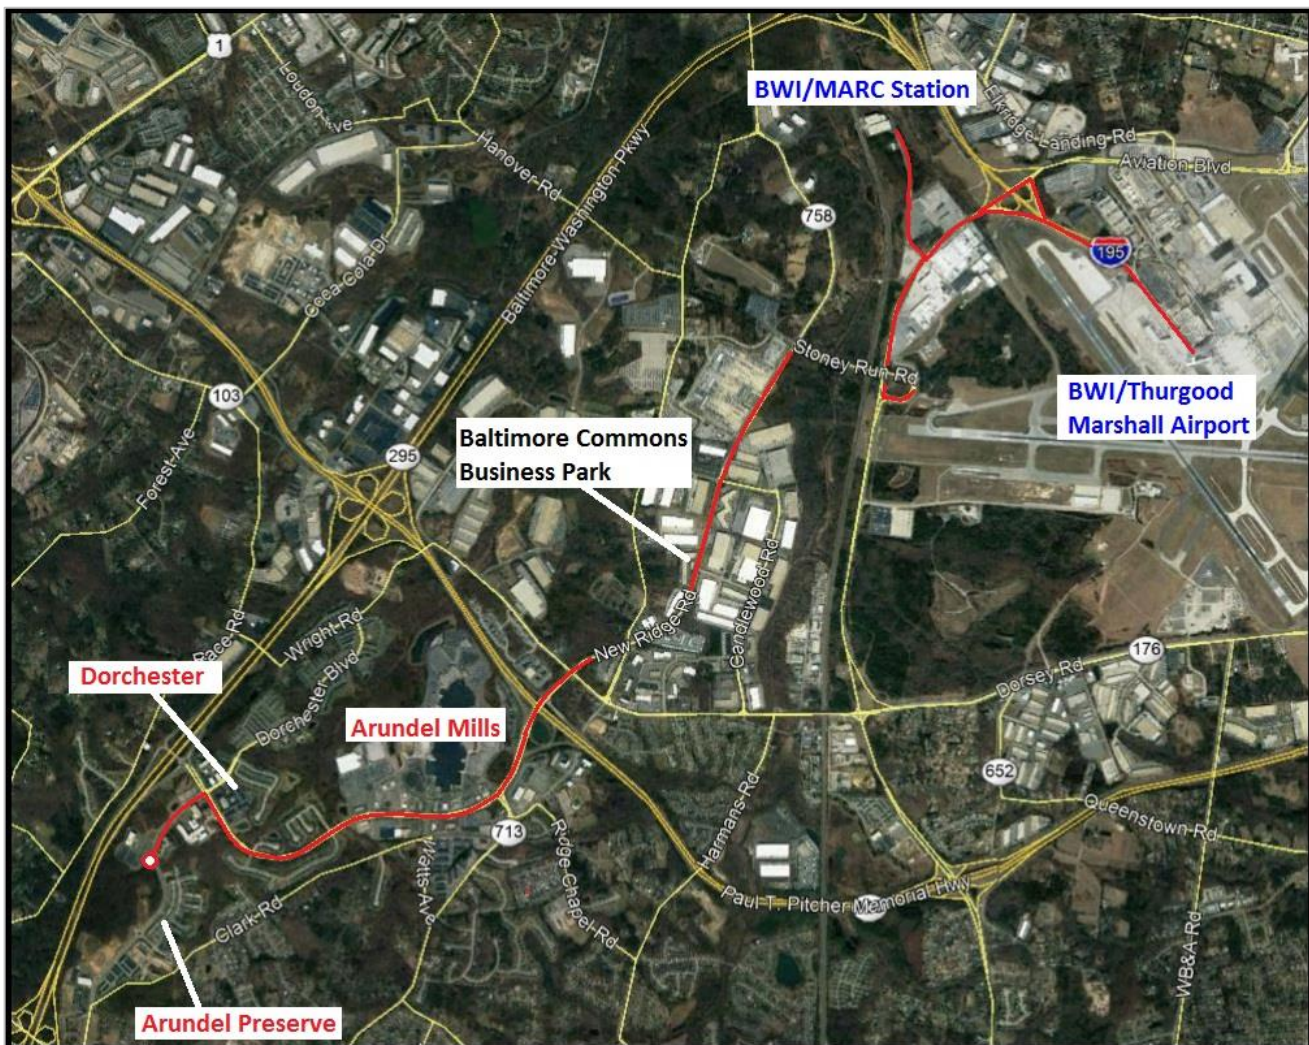 1
BWI/MARC Station
Loudon Ave
Elkridge Landing Rd
Aviation Blvd
Hanover Rd
Baltimore-Washington Pkwy
758
195
Coca Cola Dr
Stoney Run Rd
103
BWI/Thurgood
Marshall Airport
Baltimore Commons
Business Park
295
Forest Ave
Candlewood Rd
New Ridge Rd
Race Rd
Wright Rd
176
Dorsey Rd
Dorchester
Dorchester Blvd
Arundel Mills
652
Queenstown Rd
713
Harmans Rd
Watts Ave
Ridge Chapel Rd
Paul T. Pitcher Memorial Hwy
Clark Rd
WB&A Rd
Arundel Preserve